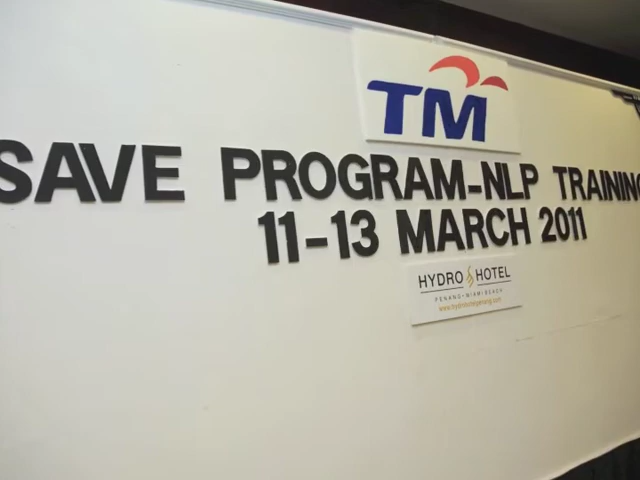 TM
SAVE PROGRAM-NLP TRAINING
11-13 MARCH 2011
HYDRO HOTEL
PENANG-MIAMI-BEACH